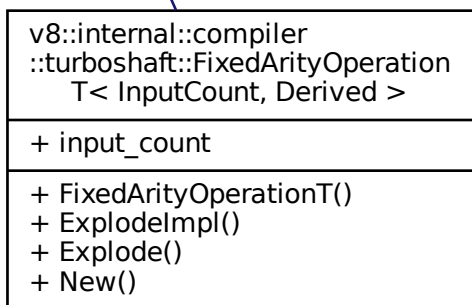 v8::internal::compiler
::turboshaft::FixedArityOperation
T< InputCount, Derived >
+ input_count
+ FixedArityOperationT()
+ ExplodeImpl()
+ Explode()
+ New()